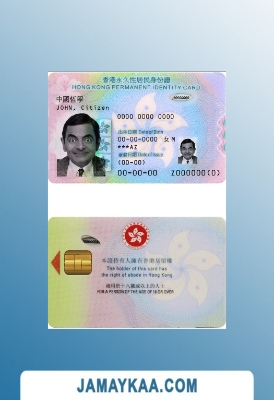 香港永久性居民身份證
HONG KONG PERMANENT IDENTITY CARD
中國哲學
JOHN, Citizen
0000 0000 0000
出生日期 Date of Birth
00-00-0000 女 M
***AZ
簽發日期 Date of Issue
(00-00)
00-00-00
Z000000(0)
本證持有人擁有香港居留權
The holder of this card has
the right of abode in Hong Kong
適用於十八歲或以上的人士
FOR A PERSON OF THE AGE OF 18 OR OVER
JAMAYKAA.COM